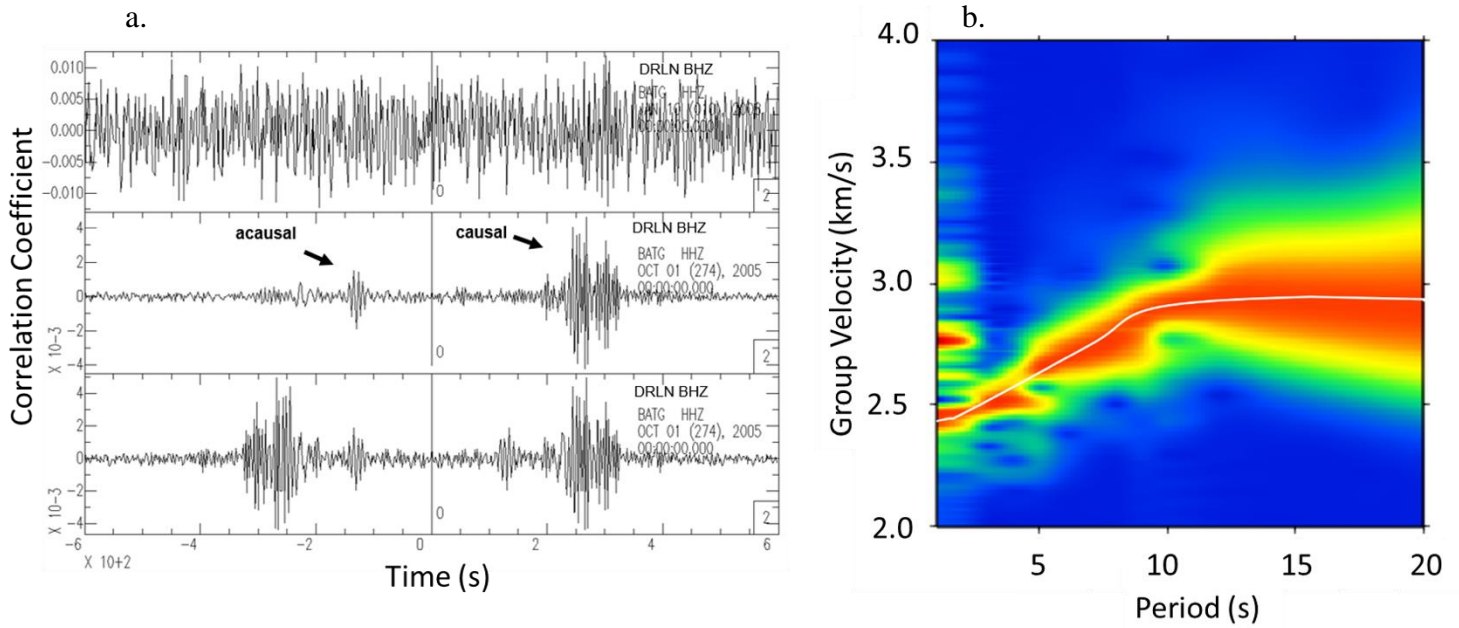 a.
0.010
0.005
0.000
-0.005
-0.010
DRLN BHZ
BATG HHZ
00:00:00.000
0
2
4
2
0
-2
-4
X 10-3
acausal
causal
DRLN BHZ
BATG HHZ
OCT 01 (274), 2005
00:00:00.000
0
2
4
2
0
-2
-4
X 10-3
DRLN BHZ
BATG HHZ
OCT 01 (274), 2005
00:00:00.000
0
2
-6 -4 -2 0 2 4 6
X 10+2
Time (s)
Correlation Coefficient
b.
4.0
3.5
3.0
2.5
2.0
Group Velocity (km/s)
5 10 15 20
Period (s)